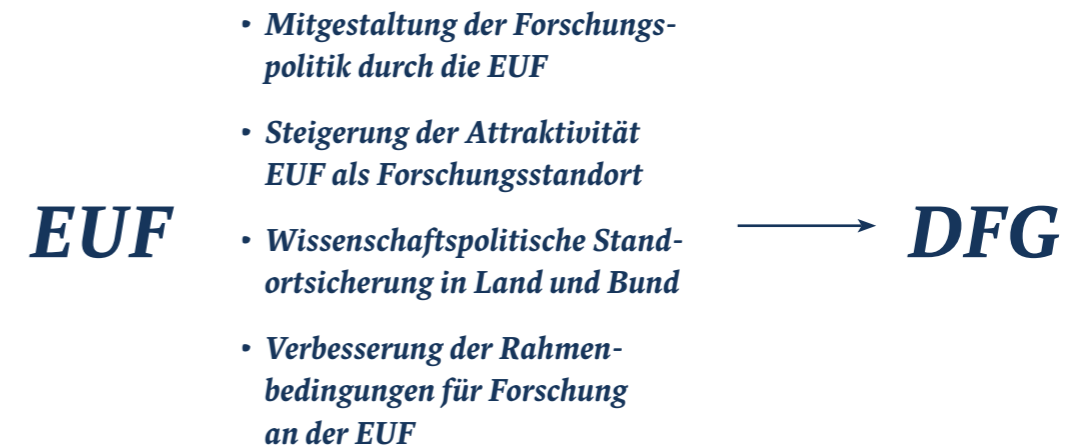 EUF
• Mitgestaltung der Forschungs-
politik durch die EUF
• Steigerung der Attraktivität
EUF als Forschungsstandort
• Wissenschaftspolitische Stand-
ortsicherung in Land und Bund
• Verbesserung der Rahmen-
bedingungen für Forschung
an der EUF
DFG